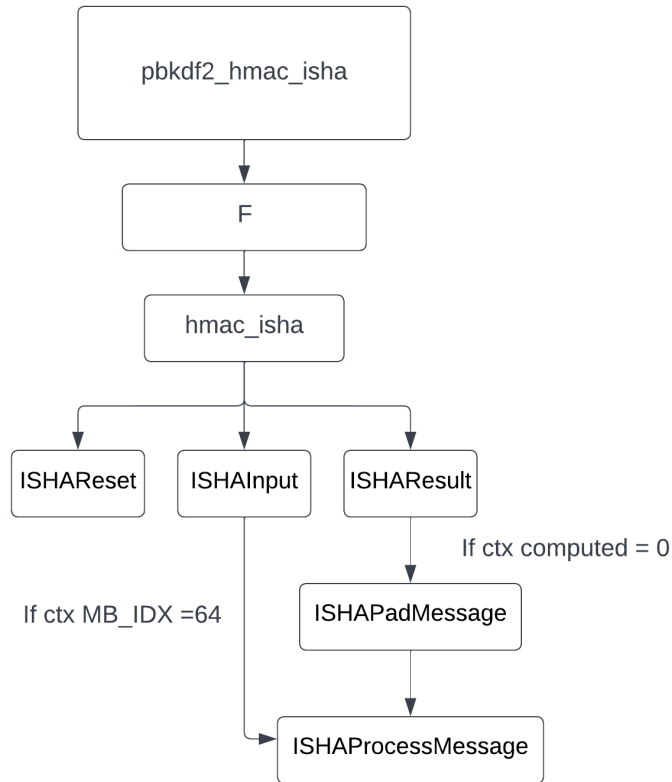 pbkdf2_hmac_isha
F
hmac_isha
ISHAReset
ISHAInput
ISHAResult
If ctx computed = 0
If ctx MB_IDX =64
ISHAPadMessage
ISHAProcessMessage